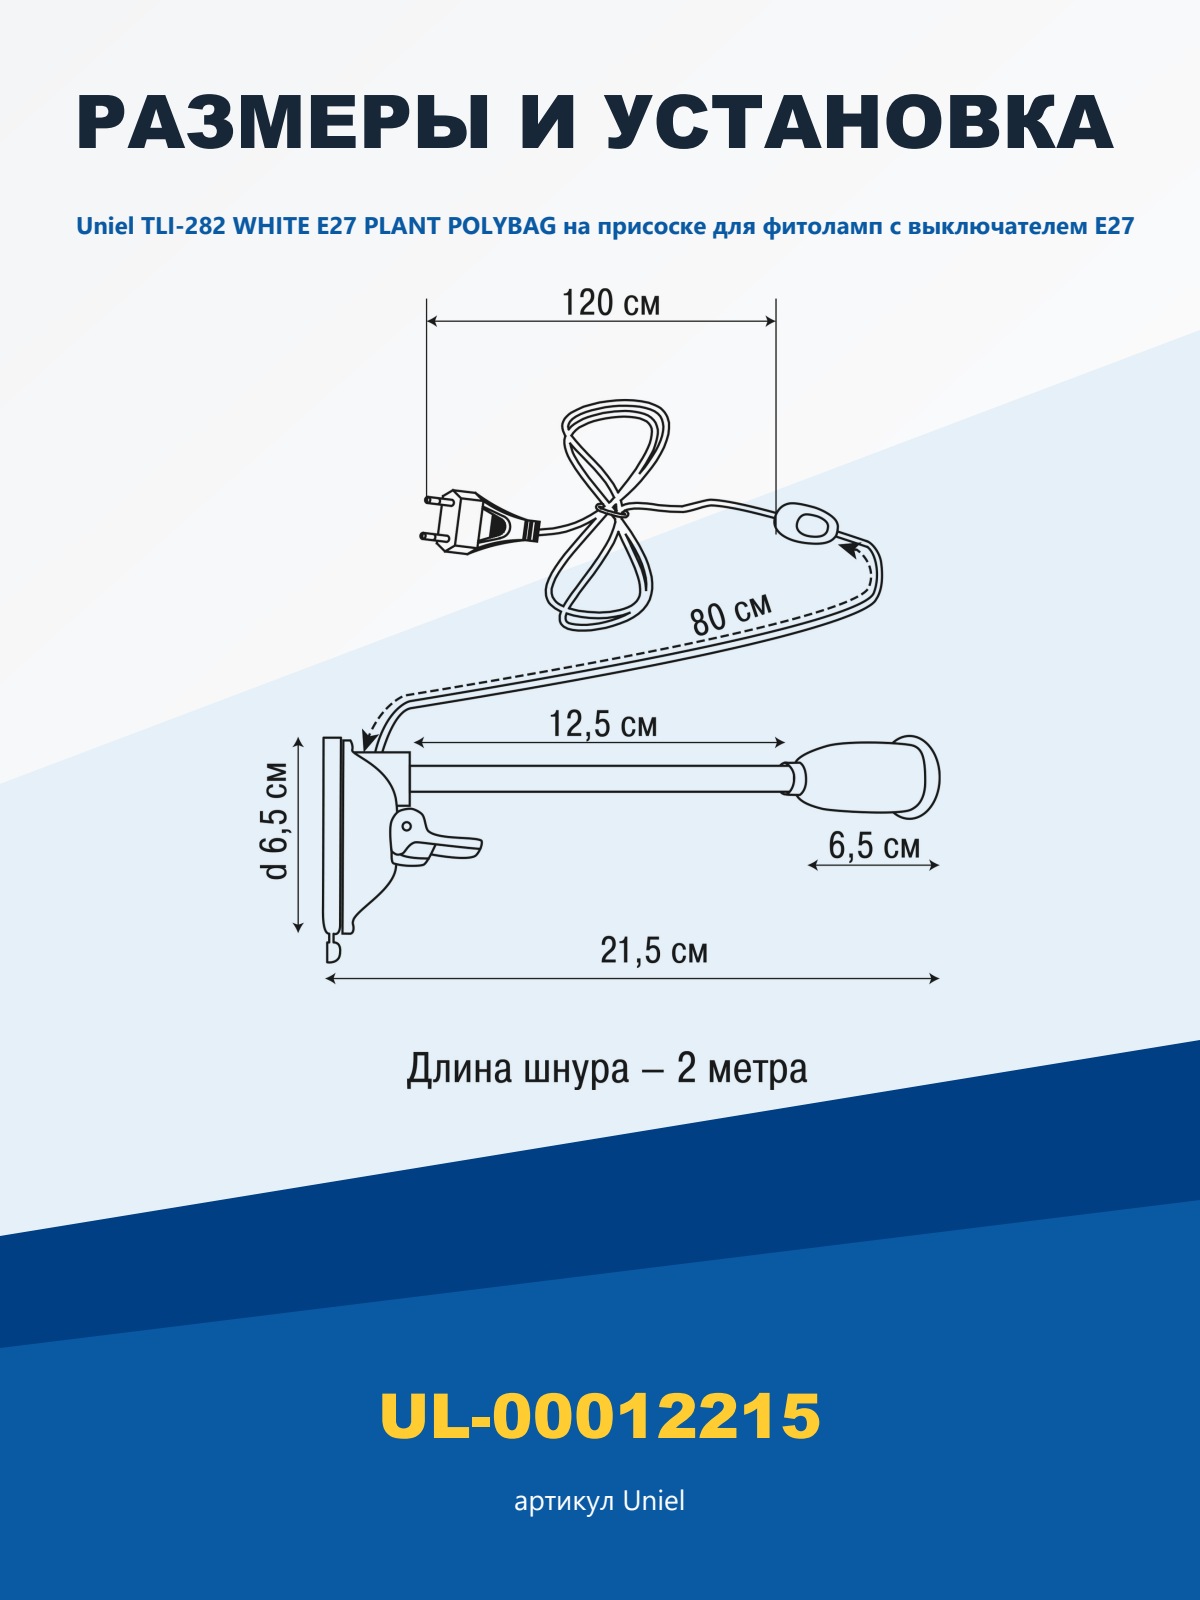 РАЗМЕРЫ И УСТАНОВКА
Uniel TLI-282 WHITE E27 PLANT POLYBAG на присоске для фитоламп с выключателем E27
120 см
80 см
12,5 см
d 6,5 см
6,5 см
21,5 см
Длина шнура – 2 метра
UL-00012215
артикул Uniel